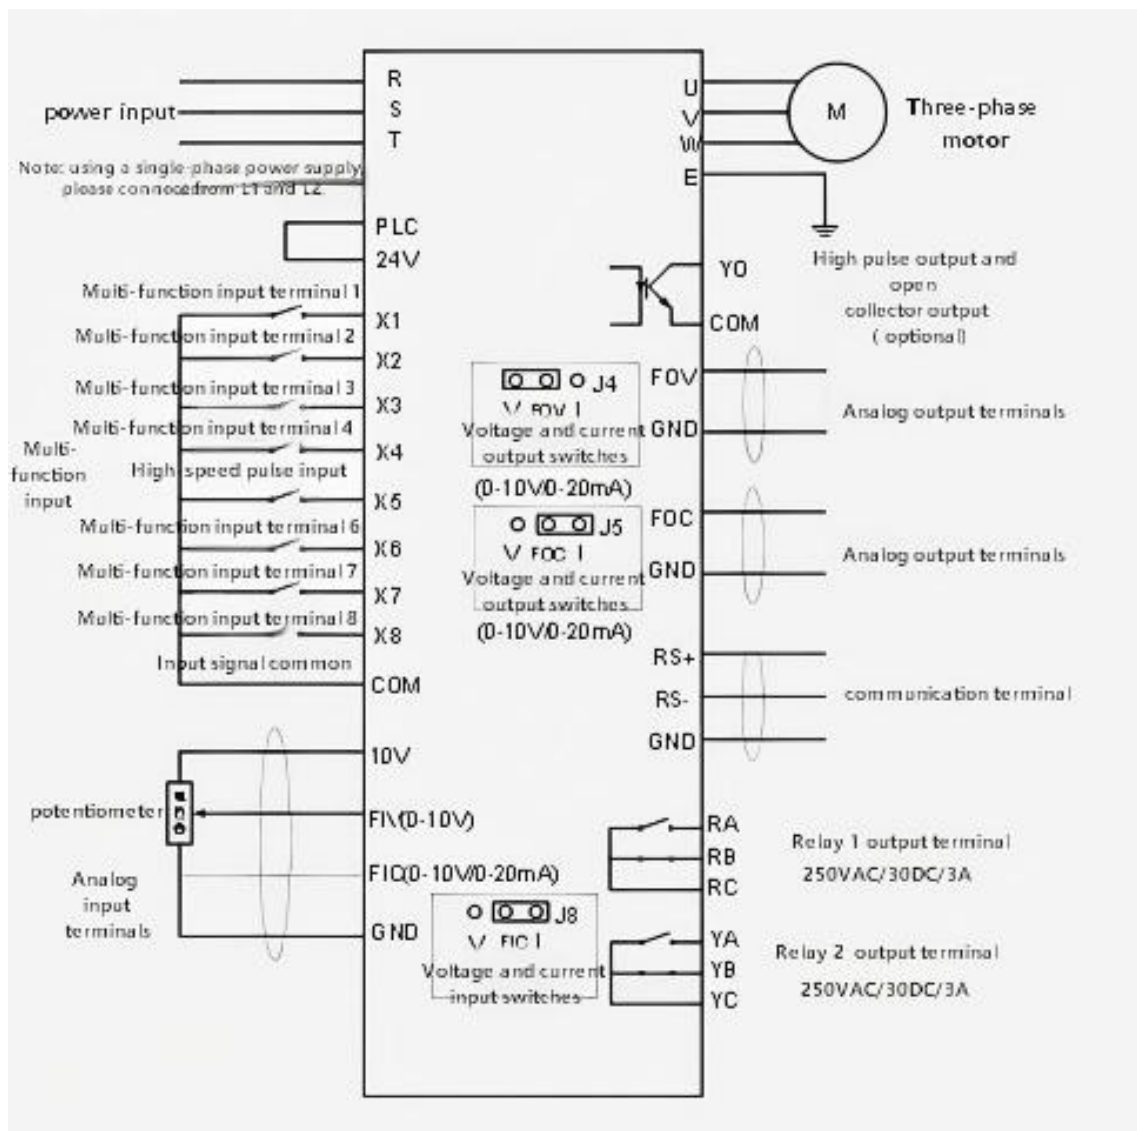 R
power input
S
T
Note: using a single-phase power supply,
please connect from L1 and L2
PLC
24V
Multi-function input terminal 1
X1
Multi-function input terminal 2
X2
Multi-function input terminal 3
X3
Multi-function input terminal 4
X4
Multi-
function
input
High speed pulse input
X5
Multi-function input terminal 6
X6
Multi-function input terminal 7
X7
Multi-function input terminal 8
X8
Input signal common
COM
10V
potentiometer
FIV(0-10V)
FIC(0-10V/0-20mA)
Analog
input
terminals
GND
J8
V FIC I
Voltage and current
input switches
U
V
W
E
M
Three-phase
motor
YO
COM
High pulse output and
open
collector output
( optional)
J4
V FOV I
Voltage and current
output switches
(0-10V/0-20mA)
FOV
GND
Analog output terminals
J5
V FOC I
Voltage and current
output switches
(0-10V/0-20mA)
FOC
GND
Analog output terminals
RS+
RS-
GND
communication terminal
RA
RB
RC
Relay 1 output terminal
250VAC/30DC/3A
YA
YB
YC
Relay 2 output terminal
250VAC/30DC/3A